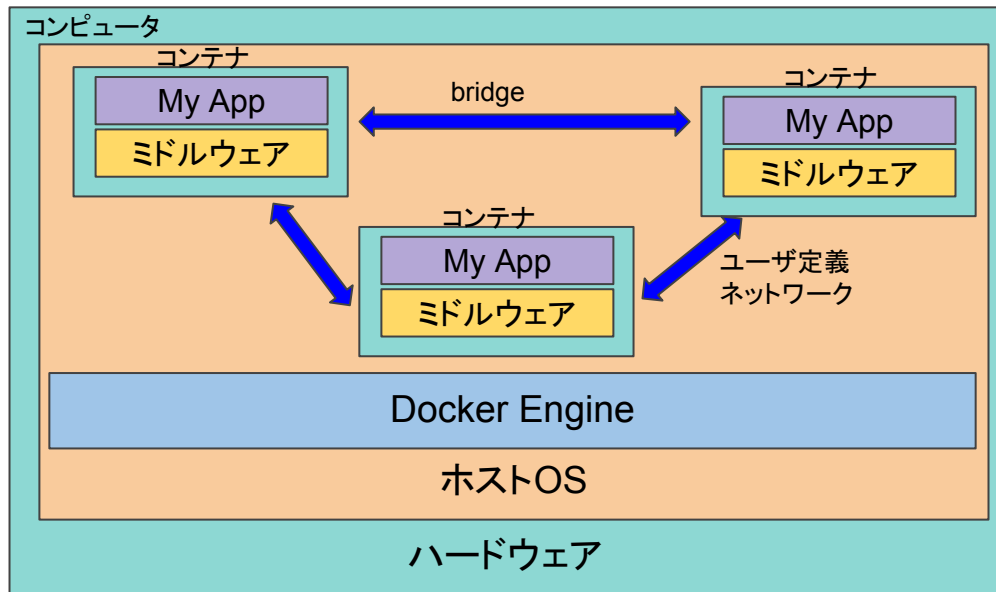 コンピュータ
コンテナ
My App
ミドルウェア
bridge
コンテナ
My App
ミドルウェア
コンテナ
My App
ミドルウェア
ユーザ定義
ネットワーク
Docker Engine
ホストOS
ハードウェア